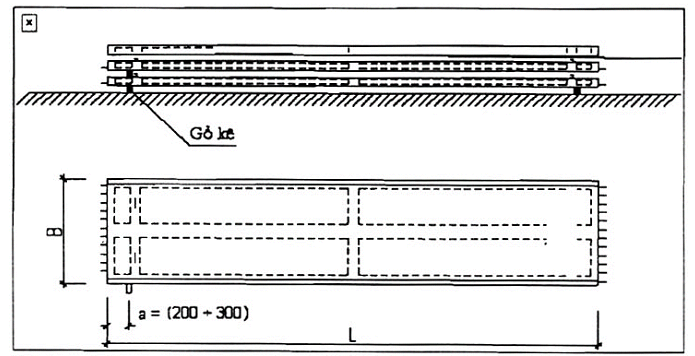 x
Gỗ kê
B
a = (200 ÷ 300)
L